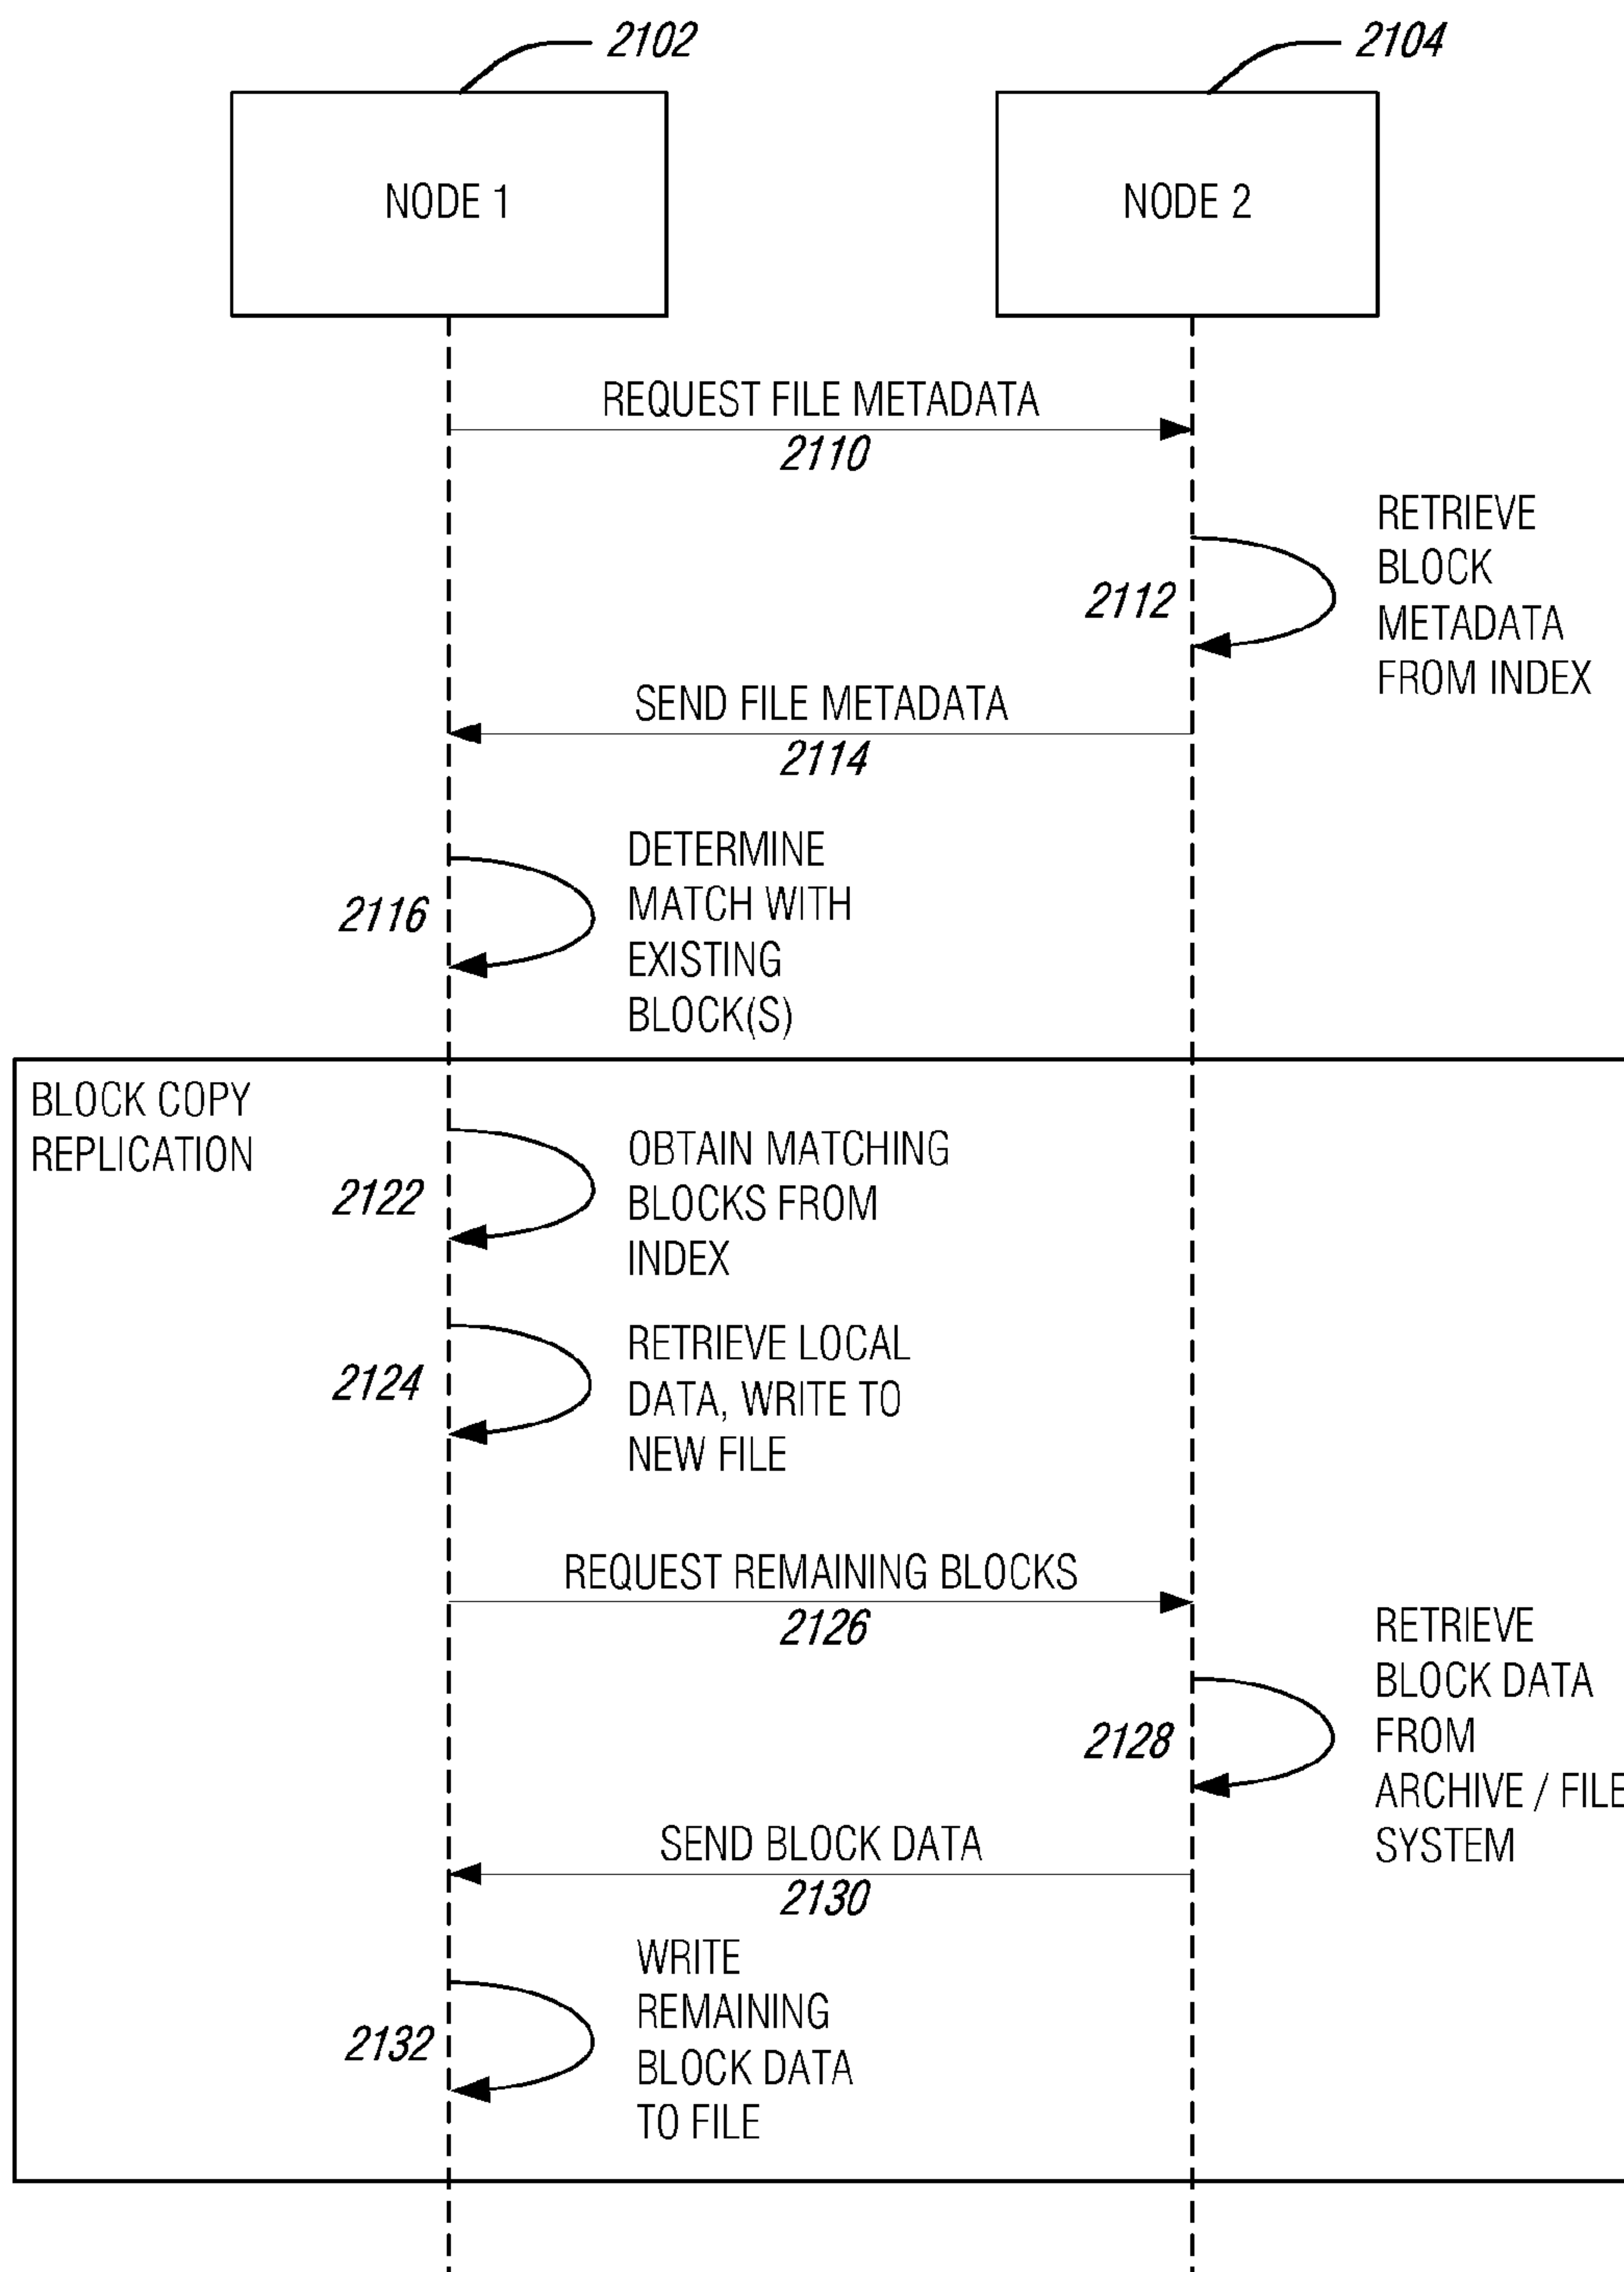 2102
2104
NODE 1
NODE 2
REQUEST FILE METADATA
2110
RETRIEVE
BLOCK
METADATA
FROM INDEX
2112
SEND FILE METADATA
2114
DETERMINE
MATCH WITH
EXISTING
BLOCK(S)
2116
BLOCK COPY
REPLICATION
OBTAIN MATCHING
BLOCKS FROM
INDEX
2122
RETRIEVE LOCAL
DATA, WRITE TO
NEW FILE
2124
REQUEST REMAINING BLOCKS
2126
RETRIEVE
BLOCK DATA
FROM
ARCHIVE / FILE
SYSTEM
2128
SEND BLOCK DATA
2130
WRITE
REMAINING
BLOCK DATA
TO FILE
2132